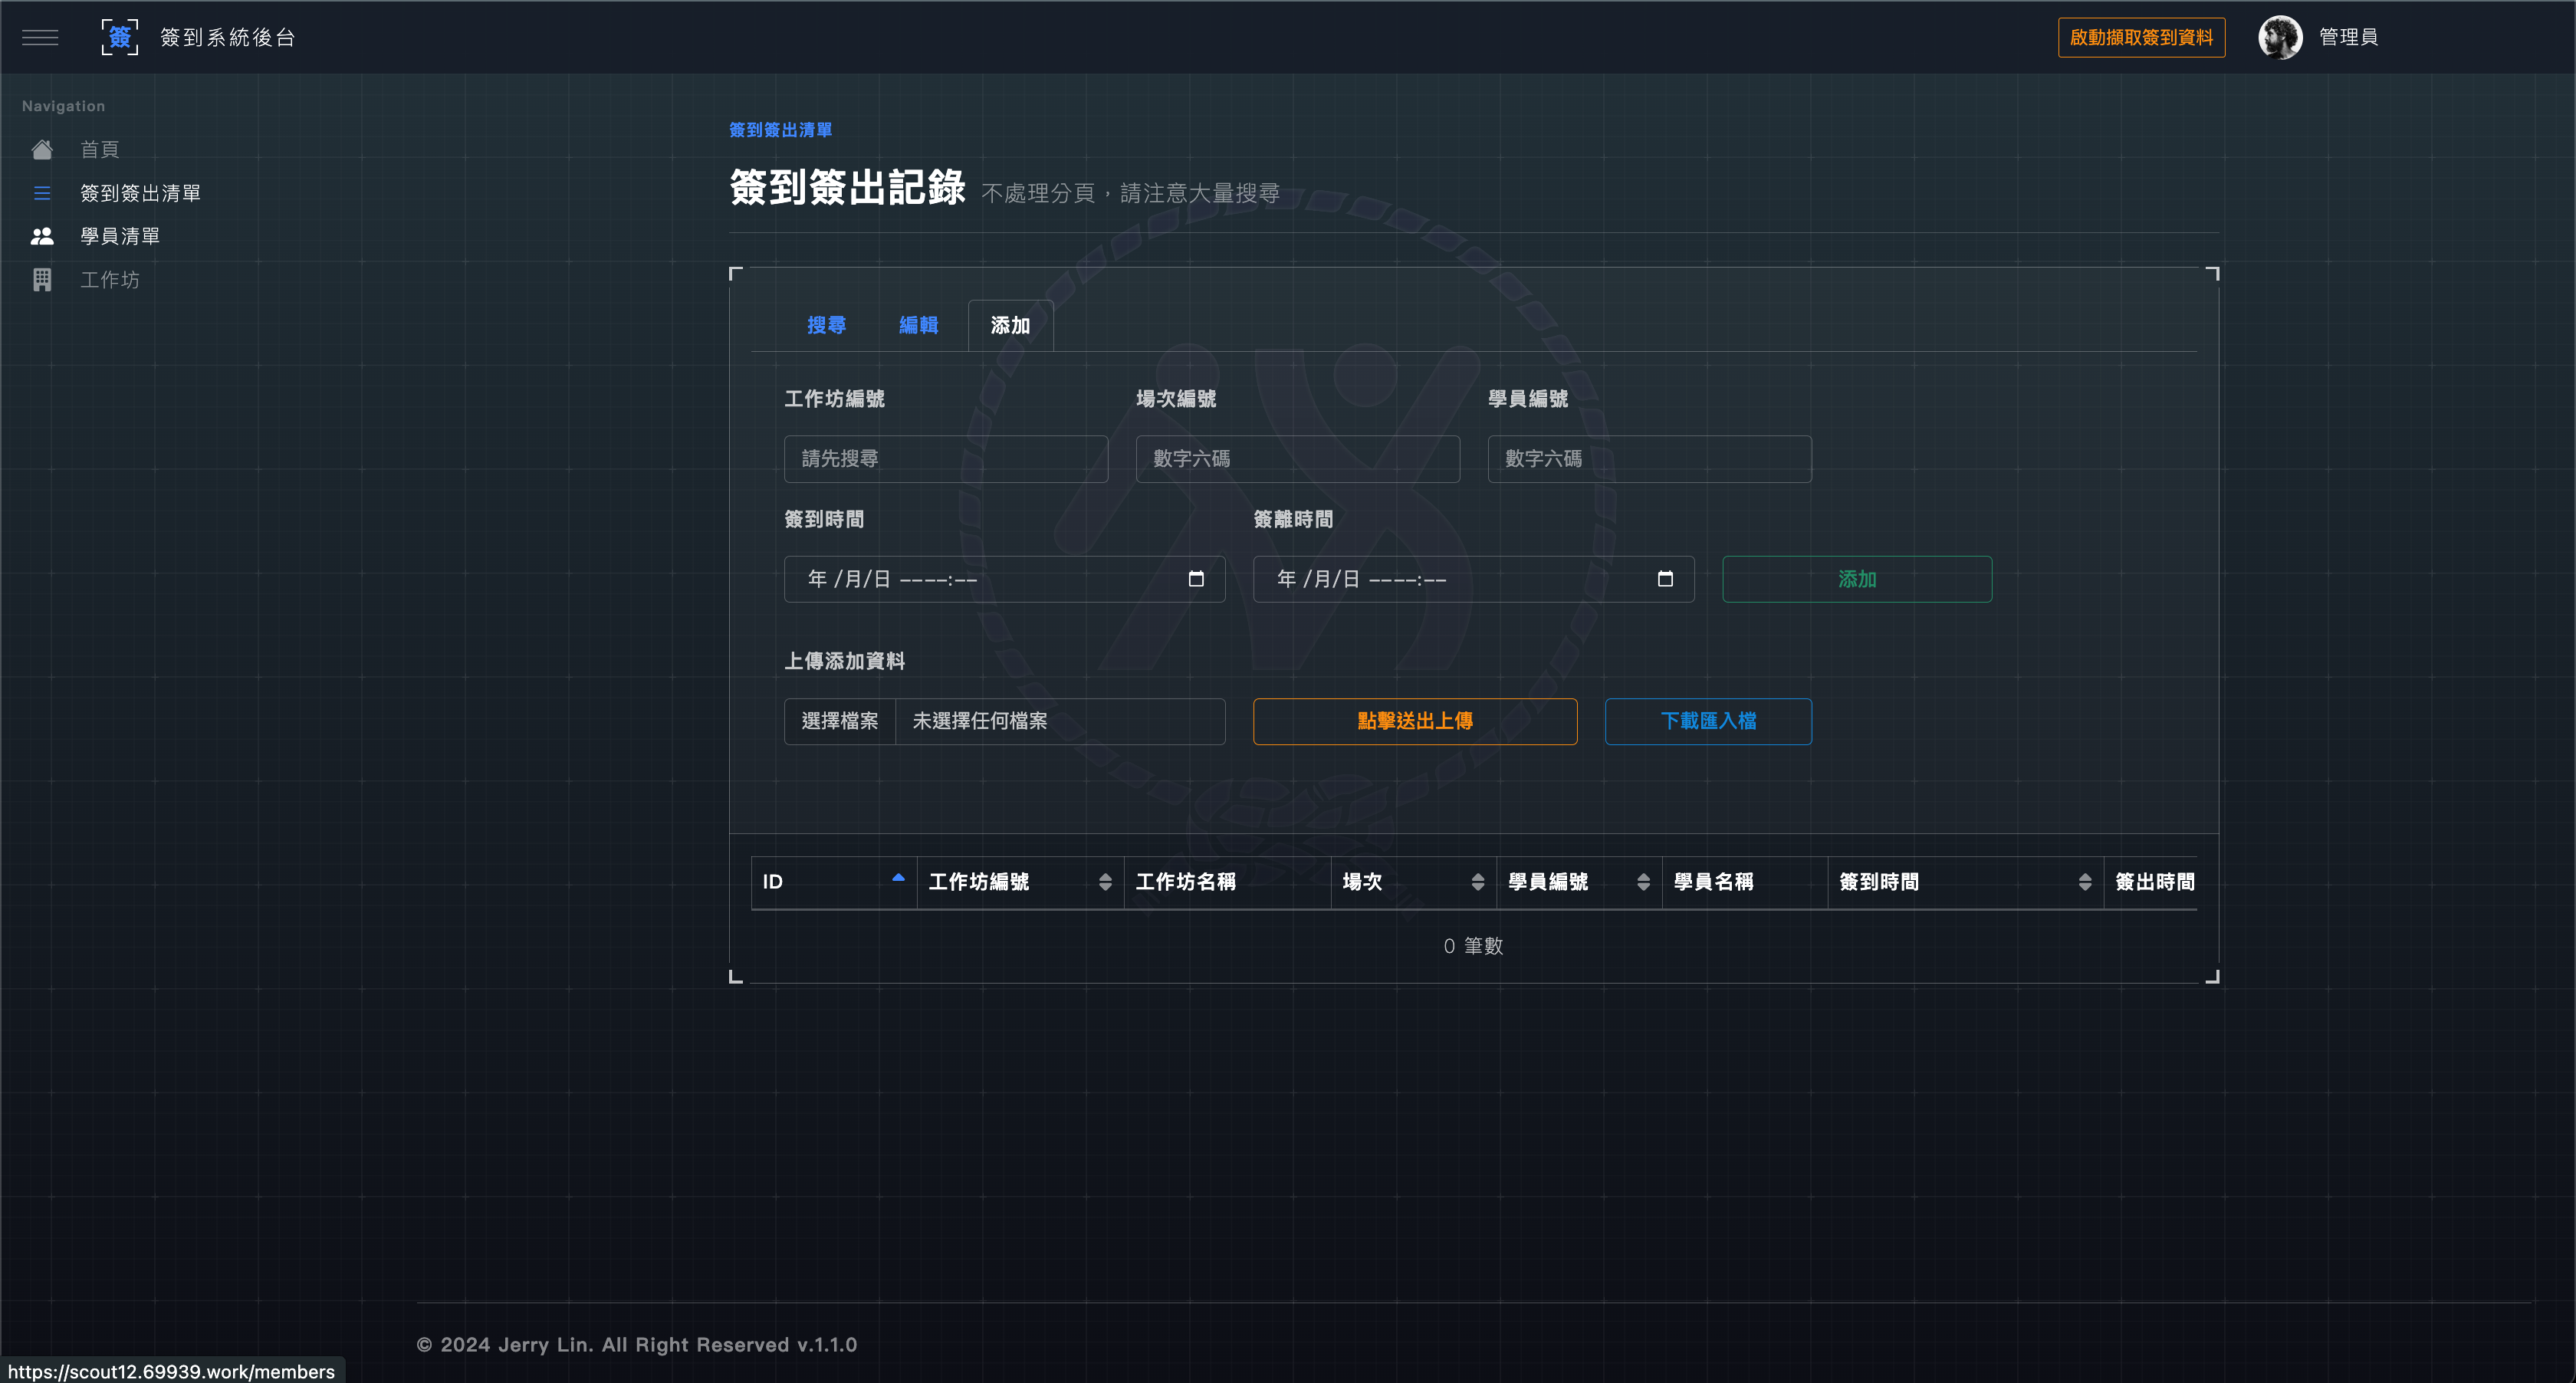 簽 簽到系統後台 啟動擷取簽到資料 管理員
Navigation
首頁
簽到簽出清單
學員清單
工作坊
簽到簽出清單
簽到簽出記錄 不處理分頁，請注意大量搜尋
搜尋 編輯 添加
工作坊編號 場次編號 學員編號
請先搜尋 數字六碼 數字六碼
簽到時間 簽離時間
年 /月/日 ----:-- 年 /月/日 ----:-- 添加
上傳添加資料
選擇檔案 未選擇任何檔案 點擊送出上傳 下載匯入檔
ID 工作坊編號 工作坊名稱 場次 學員編號 學員名稱 簽到時間 簽出時間
0 筆數
© 2024 Jerry Lin. All Right Reserved v.1.1.0
https://scout12.69939.work/members